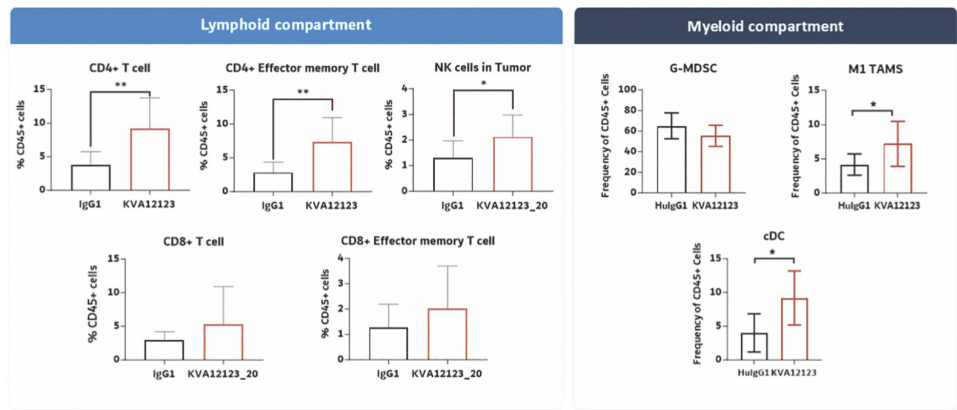 Lymphoid compartment
CD4+ T cell
**
% CD45+ cells
15
10
5
0
IgG1 KVA12123
CD4+ Effector memory T cell
**
% CD45+ cells
15
10
5
0
IgG1 KVA12123
NK cells in Tumor
*
% CD45+ cells
4
3
2
1
0
IgG1 KVA12123_20
CD8+ T cell
% CD45+ cells
15
10
5
0
IgG1 KVA12123_20
CD8+ Effector memory T cell
% CD45+ cells
4
3
2
1
0
IgG1 KVA12123_20
Myeloid compartment
G-MDSC
Frequency of CD45+ Cells
100
80
60
40
20
0
HuIgG1 KVA12123
M1 TAMS
*
Frequency of CD45+ Cells
15
10
5
0
HuIgG1 KVA12123
cDC
*
Frequency of CD45+ Cells
15
10
5
0
HuIgG1 KVA12123